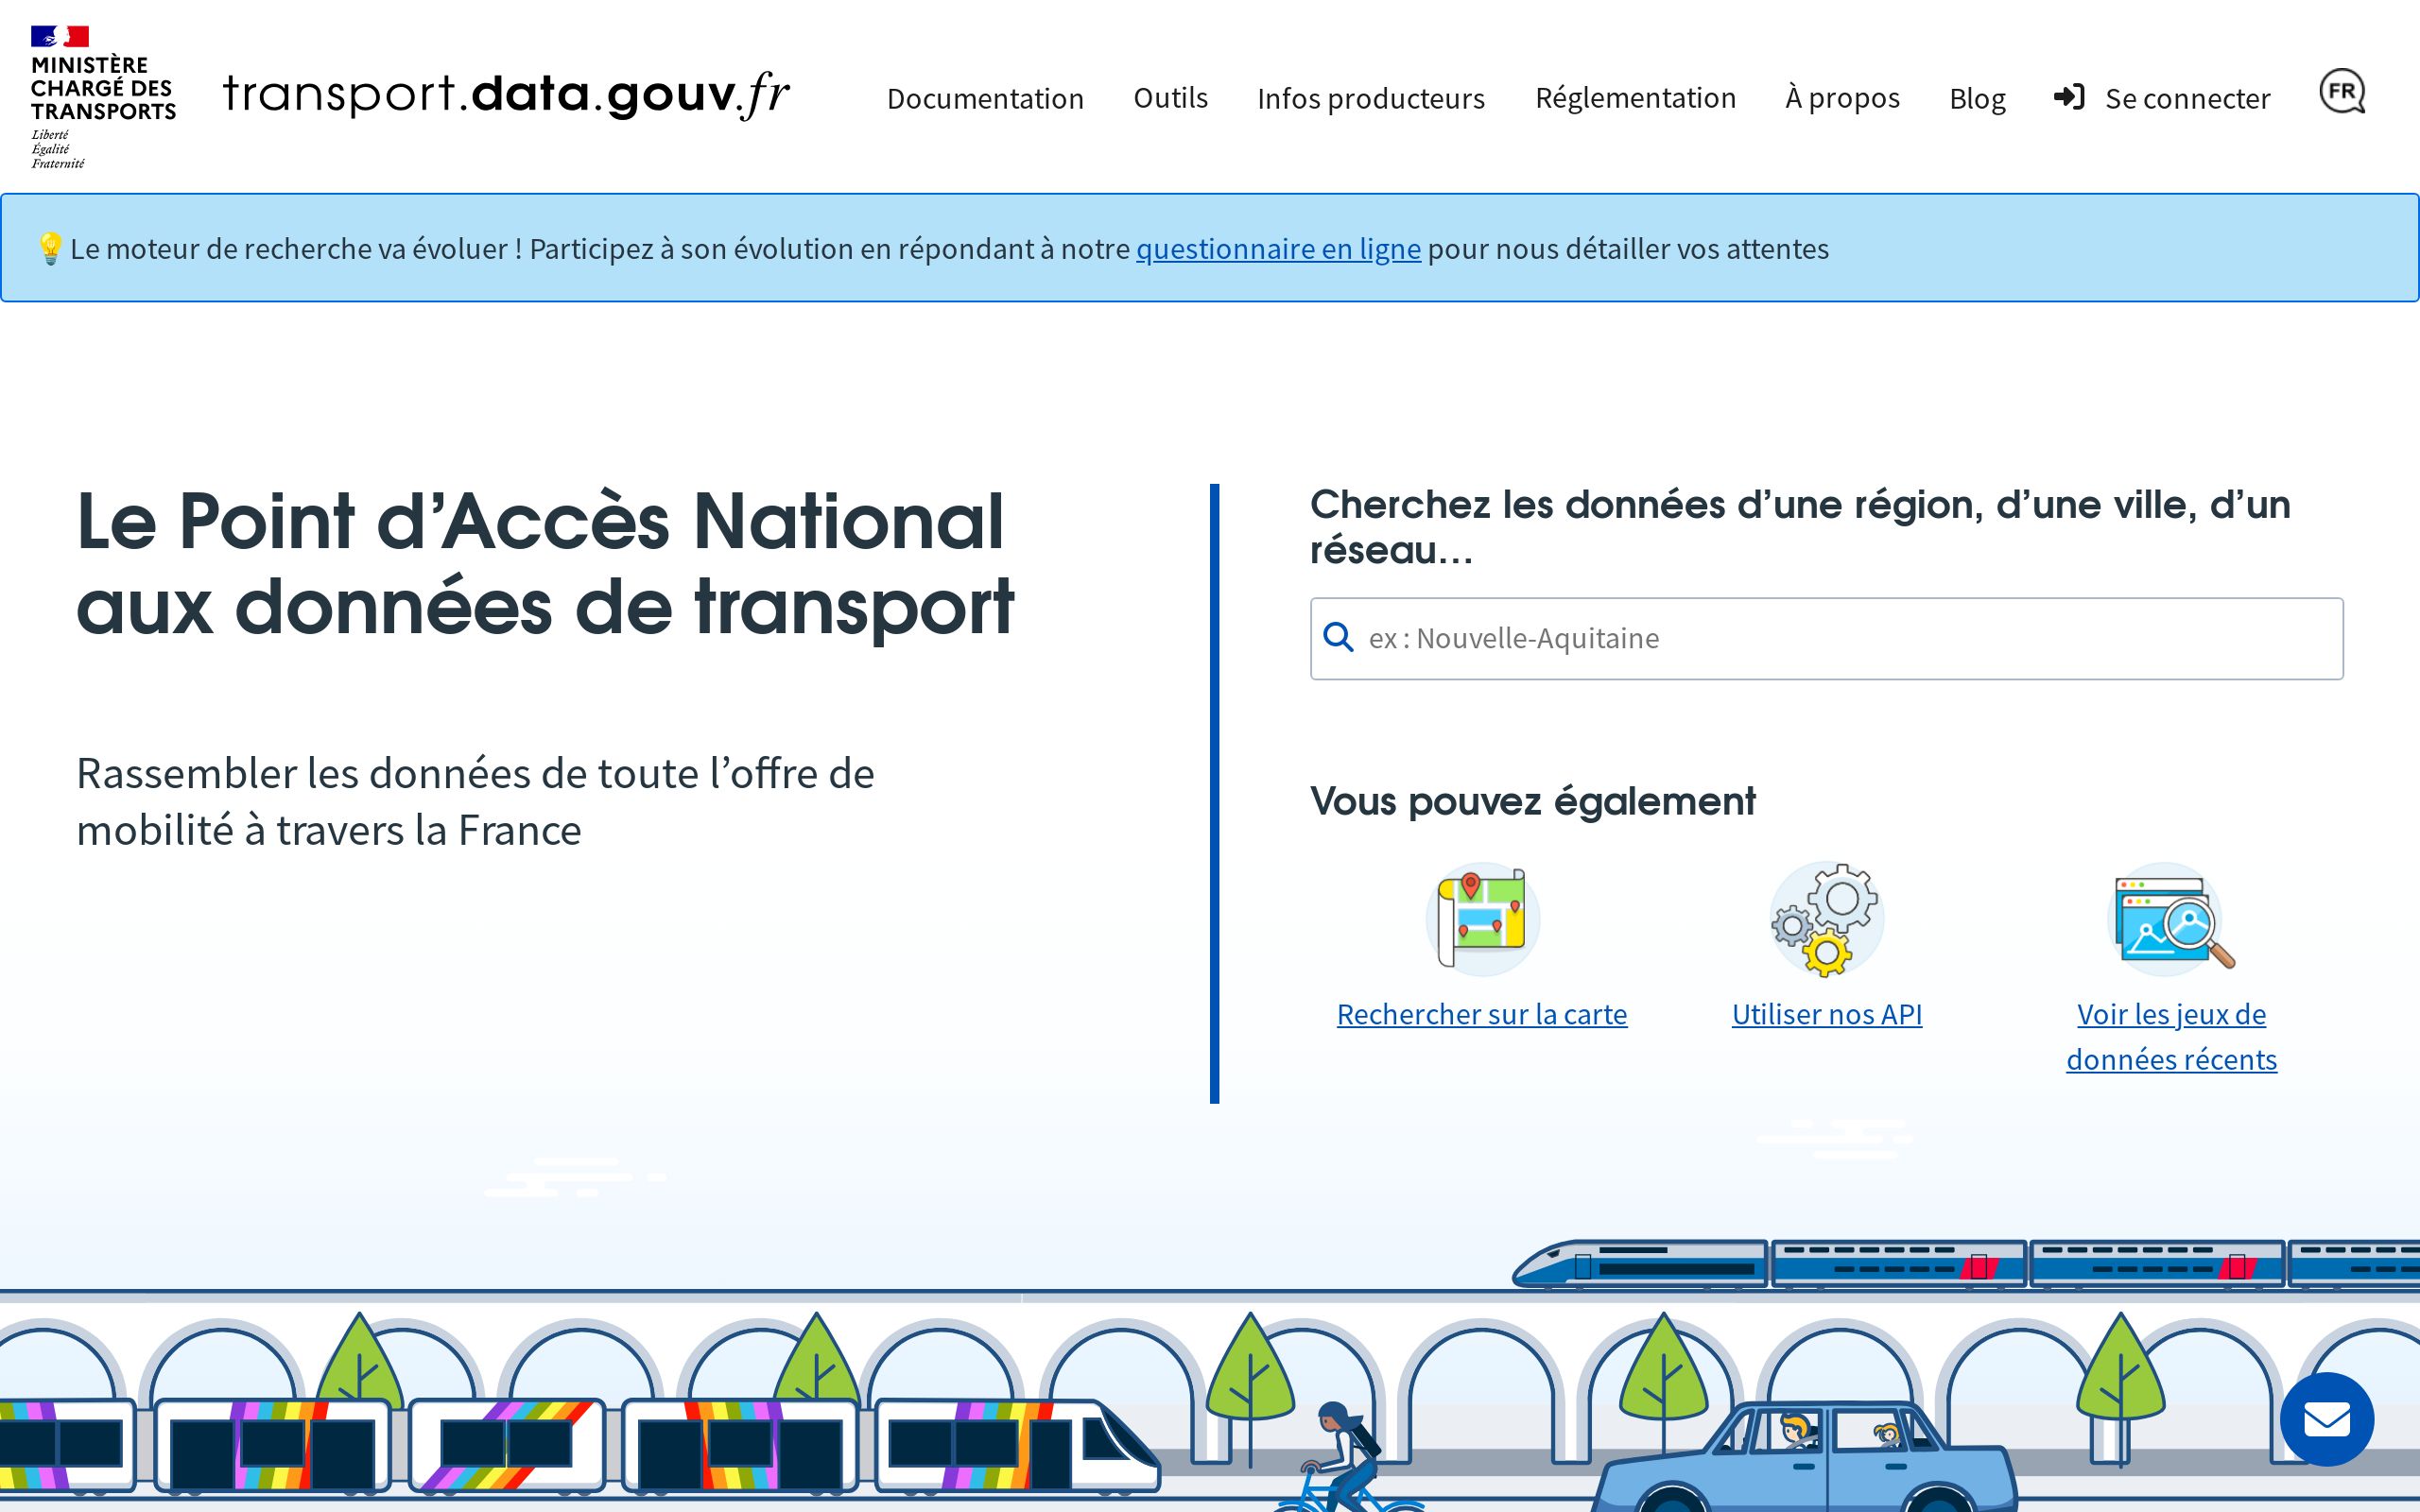 MINISTÈRE
CHARGÉ DES
TRANSPORTS
Liberté
Égalité
Fraternité
transport.data.gouv.fr
Documentation
Outils
Infos producteurs
Réglementation
À propos
Blog
Se connecter
FR
💡Le moteur de recherche va évoluer ! Participez à son évolution en répondant à notre questionnaire en ligne pour nous détailler vos attentes
Le Point d’Accès National
aux données de transport
Rassembler les données de toute l’offre de
mobilité à travers la France
Cherchez les données d’une région, d’une ville, d’un
réseau…
ex : Nouvelle-Aquitaine
Vous pouvez également
Rechercher sur la carte
Utiliser nos API
Voir les jeux de
données récents